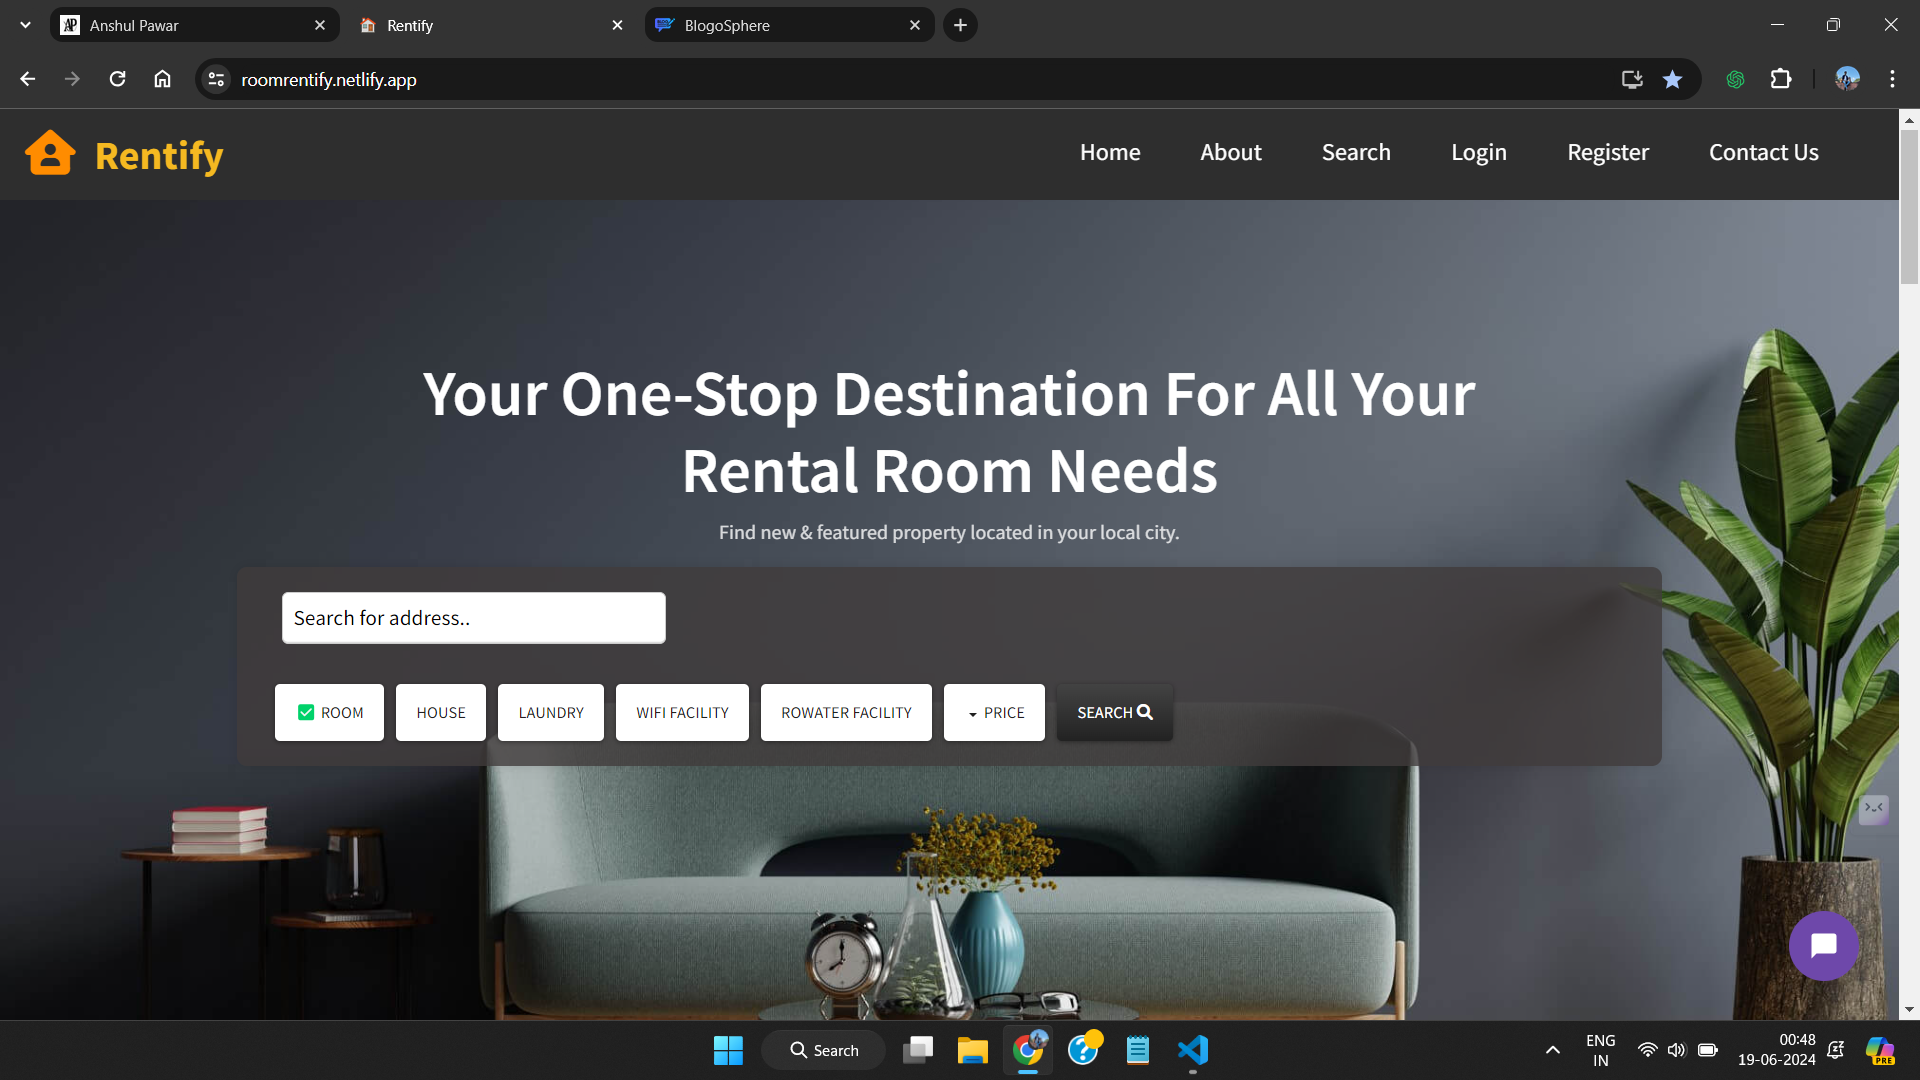 Anshul Pawar
Rentify
BlogoSphere
roomrentify.netlify.app
Rentify
Home
About
Search
Login
Register
Contact Us
Your One-Stop Destination For All Your
Rental Room Needs
Find new & featured property located in your local city.
Search for address..
ROOM
HOUSE
LAUNDRY
WIFI FACILITY
ROWATER FACILITY
PRICE
SEARCH
Search
ENG
IN
00:48
19-06-2024
PRE